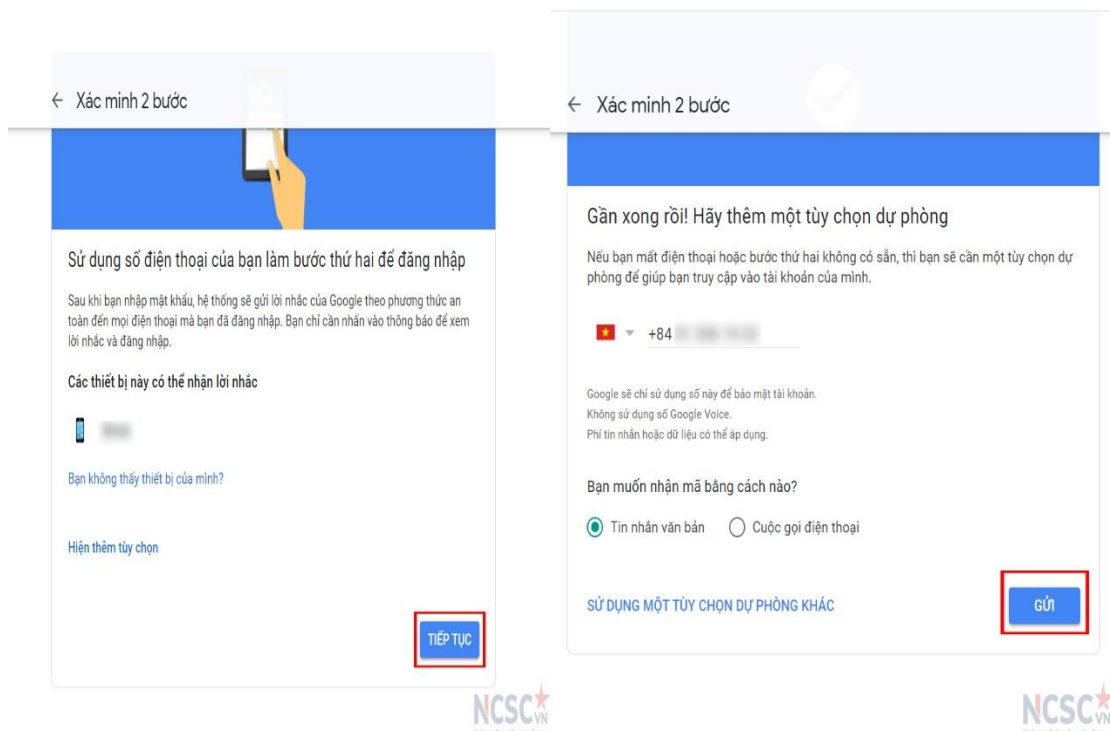 Xác minh 2 bước
Sử dụng số điện thoại của bạn làm bước thứ hai để đăng nhập
Sau khi bạn nhập mật khẩu, hệ thống sẽ gửi lời nhắc của Google theo phương thức an
toàn đến mọi điện thoại mà bạn đã đăng nhập. Bạn chỉ cần nhấn vào thông báo để xem
lời nhắc và đăng nhập.
Các thiết bị này có thể nhận lời nhắc
Bạn không thấy thiết bị của mình?
Hiện thêm tùy chọn
TIẾP TỤC
NCSC VN
Xác minh 2 bước
Gần xong rồi! Hãy thêm một tùy chọn dự phòng
Nếu bạn mất điện thoại hoặc bước thứ hai không có sẵn, thì bạn sẽ cần một tùy chọn dự
phòng để giúp bạn truy cập vào tài khoản của mình.
+84
Google sẽ chỉ sử dụng số này để bảo mật tài khoản.
Không sử dụng số Google Voice.
Phí tin nhắn hoặc dữ liệu có thể áp dụng.
Bạn muốn nhận mã bằng cách nào?
Tin nhắn văn bản Cuộc gọi điện thoại
SỬ DỤNG MỘT TÙY CHỌN DỰ PHÒNG KHÁC GỬI
NCSC VN